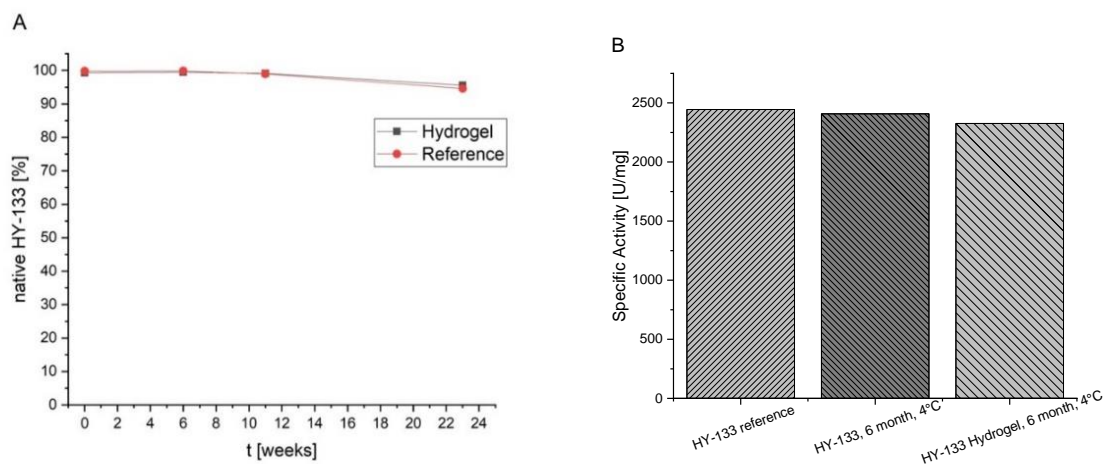 A
native HY-133 [%]
100
90
80
70
60
50
40
30
20
10
0
0 2 4 6 8 10 12 14 16 18 20 22 24
t [weeks]
Hydrogel
Reference
B
Specific Activity [U/mg]
2500
2000
1500
1000
500
0
HY-133 reference
HY-133, 6 month, 4°C
HY-133 Hydrogel, 6 month, 4°C